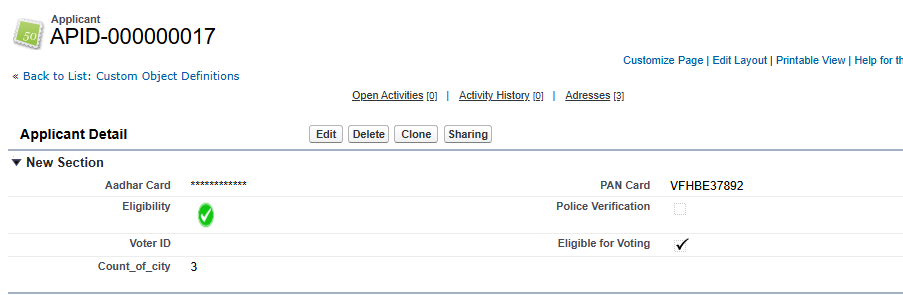 Applicant
APID-000000017
Customize Page | Edit Layout | Printable View | Help for th
« Back to List: Custom Object Definitions
Open Activities [0] | Activity History [0] | Adresses [3]
Applicant Detail Edit Delete Clone Sharing
New Section
Aadhar Card *********** PAN Card VFHBE37892
Eligibility Police Verification
Voter ID Eligible for Voting
Count_of_city 3